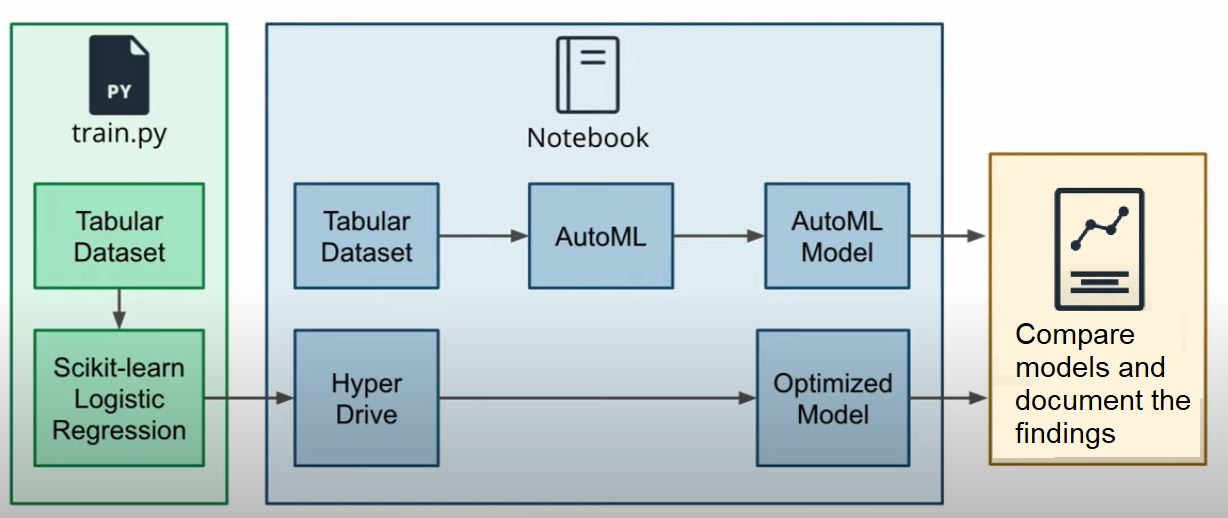 PY
train.py
Tabular
Dataset
Scikit-learn
Logistic
Regression
Notebook
Tabular
Dataset
AutoML
AutoML
Model
Hyper
Drive
Optimized
Model
Compare
models and
document the
findings